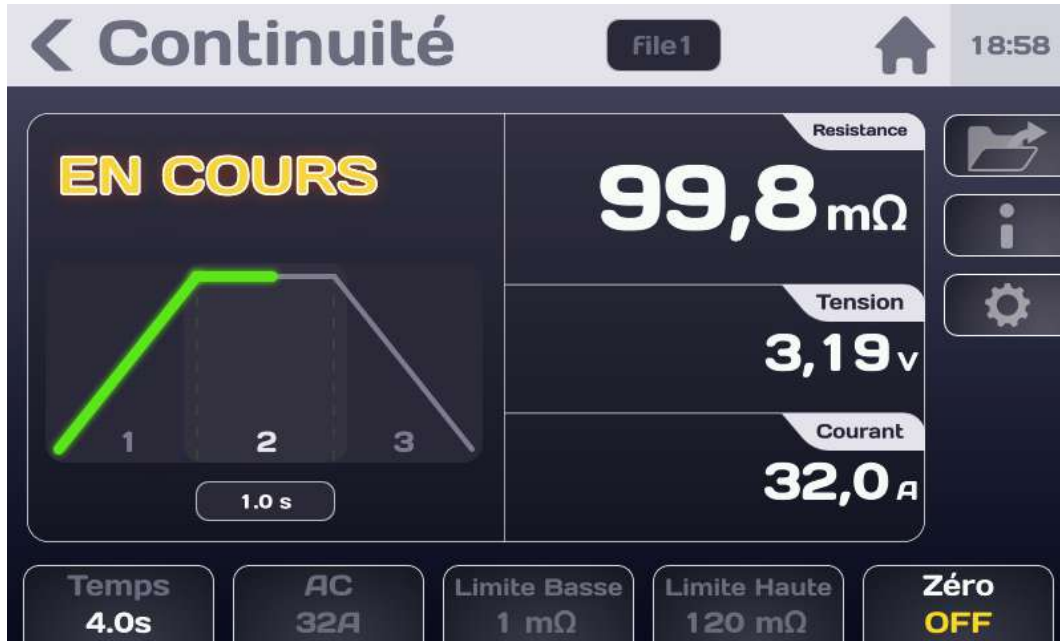 Continuité
File1
18:58
EN COURS
Resistance
99,8 mΩ
Tension
3,19 V
Courant
32,0 A
1 2 3
1.0 s
Temps
4.0s
AC
32A
Limite Basse
1 mΩ
Limite Haute
120 mΩ
Zéro
OFF